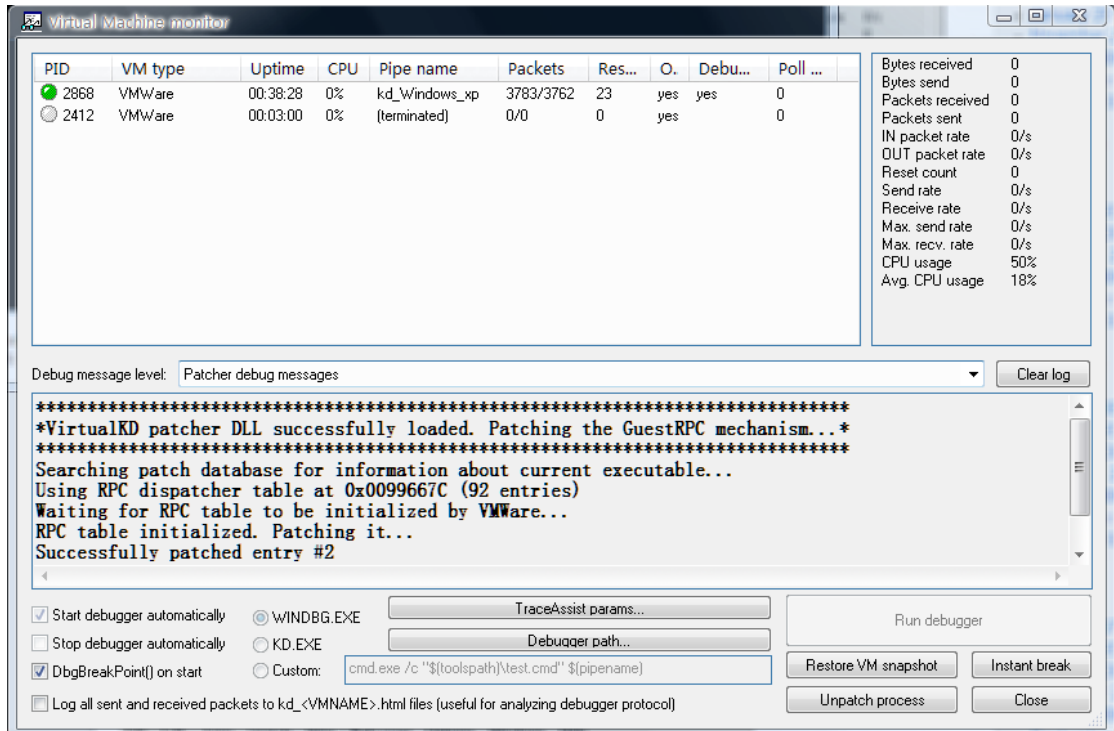 Virtual Machine monitor
PID VM type Uptime CPU Pipe name Packets Res... O.. Debu... Poll ...
2868 VMWare 00:38:28 0% kd_Windows_xp 3783/3762 23 yes yes 0
2412 VMWare 00:03:00 0% (terminated) 0/0 0 yes 0
Bytes received 0
Bytes send 0
Packets received 0
Packets sent 0
IN packet rate 0/s
OUT packet rate 0/s
Reset count 0
Send rate 0/s
Receive rate 0/s
Max. send rate 0/s
Max. recv. rate 0/s
CPU usage 50%
Avg. CPU usage 18%
Debug message level: Patcher debug messages Clear log
*******************************************************************************
*VirtualKD patcher DLL successfully loaded. Patching the GuestRPC mechanism...*
*******************************************************************************
Searching patch database for information about current executable...
Using RPC dispatcher table at 0x0099667C (92 entries)
Waiting for RPC table to be initialized by VMWare...
RPC table initialized. Patching it...
Successfully patched entry #2
Start debugger automatically WINDBG.EXE TraceAssist params... Run debugger
Stop debugger automatically KD.EXE Debugger path...
DbgBreakPoint() on start Custom: cmd.exe /c "$(toolspath)\test.cmd" $(pipename) Restore VM snapshot Instant break
Log all sent and received packets to kd_<VMNAME>.html files (useful for analyzing debugger protocol) Unpatch process Close